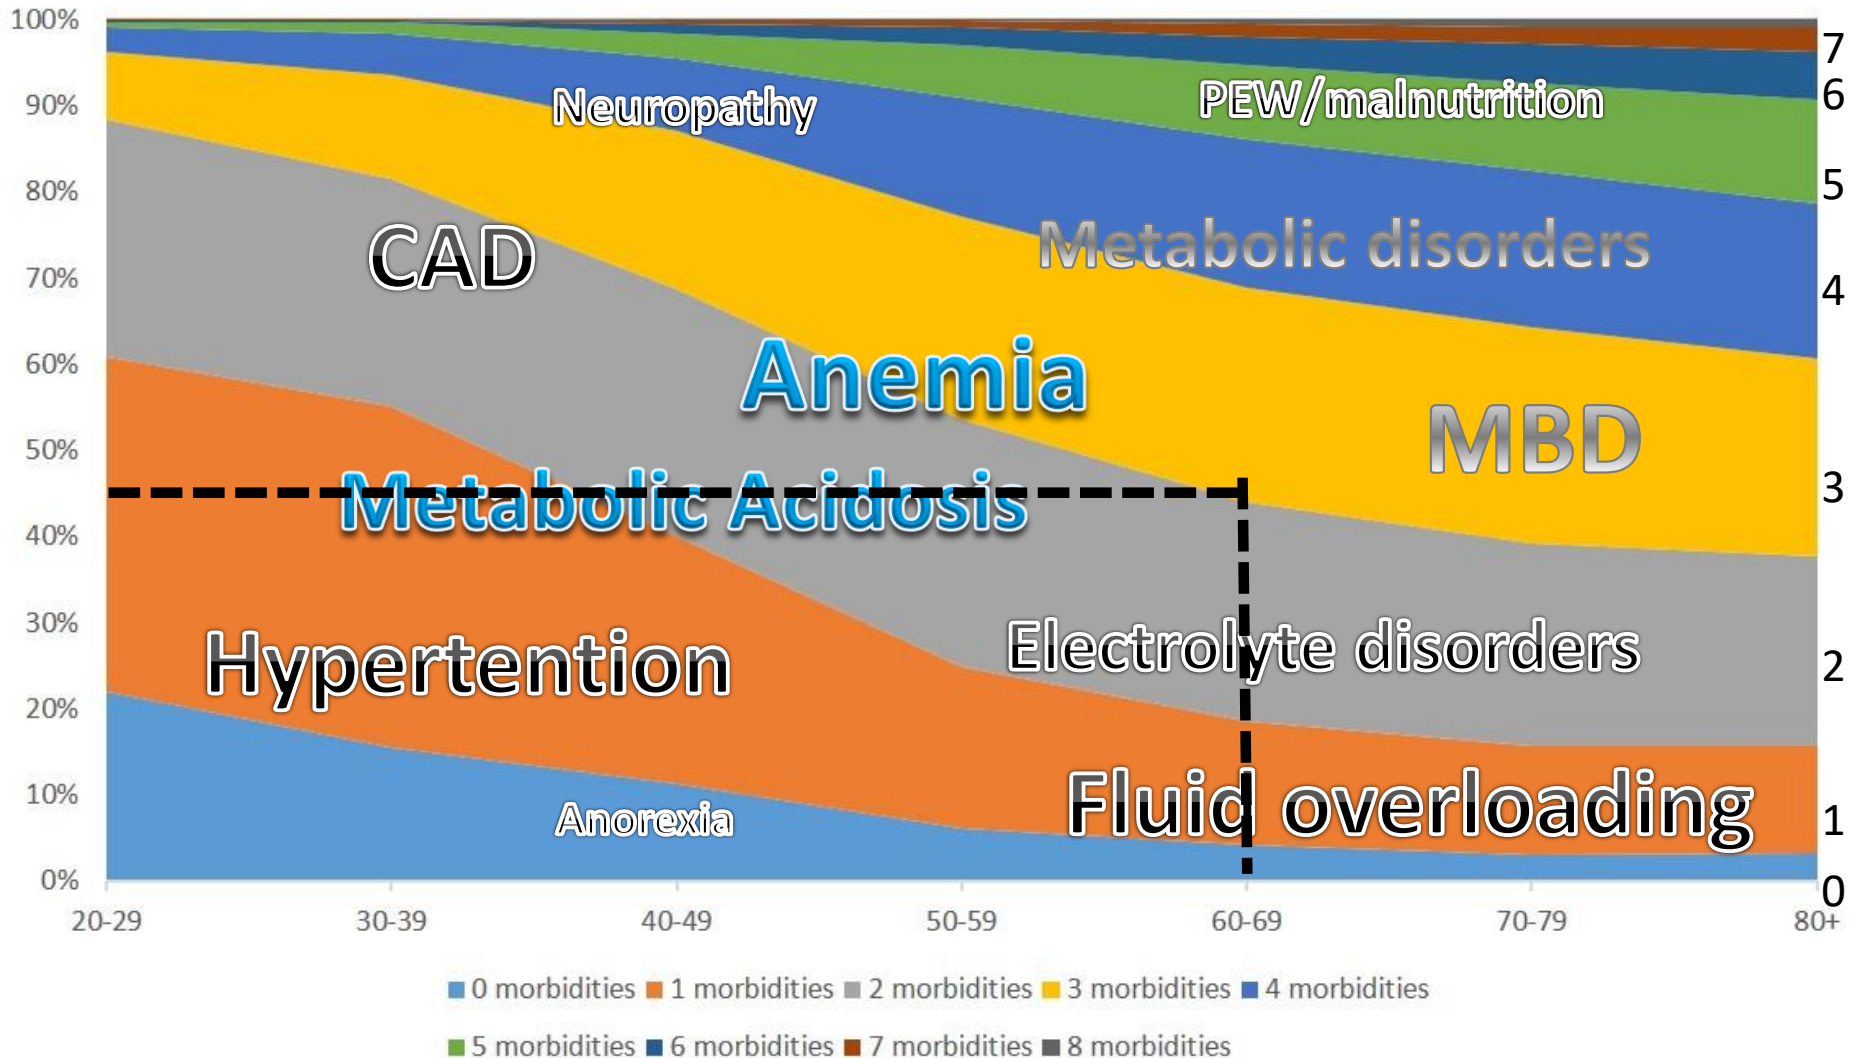 100%
7
90%
6
Neuropathy
PEW/malnutrition
80%
5
CAD
Metabolic disorders
70%
4
60%
Anemia
50%
MBD
Metabolic Acidosis
3
40%
30%
Hypertention
Electrolyte disorders
2
20%
10%
Anorexia
Fluid overloading
1
0%
0
20-29 30-39 40-49 50-59 60-69 70-79 80+
0 morbidities 1 morbidities 2 morbidities 3 morbidities 4 morbidities
5 morbidities 6 morbidities 7 morbidities 8 morbidities